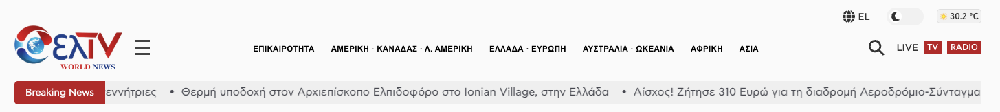 EL
30.2 °C
ελTV
WORLD NEWS
ΕΠΙΚΑΙΡΟΤΗΤΑ ΑΜΕΡΙΚΗ · ΚΑΝΑΔΑΣ · Λ. ΑΜΕΡΙΚΗ ΕΛΛΑΔΑ · ΕΥΡΩΠΗ ΑΥΣΤΡΑΛΙΑ · ΩΚΕΑΝΙΑ ΑΦΡΙΚΗ ΑΣΙΑ
LIVE TV RADIO
Breaking News εννήτριες • Θερμή υποδοχή στον Αρχιεπίσκοπο Ελπιδοφόρο στο Ionian Village, στην Ελλάδα • Αίσχος! Ζήτησε 310 Ευρώ για τη διαδρομή Αεροδρόμιο-Σύνταγμα